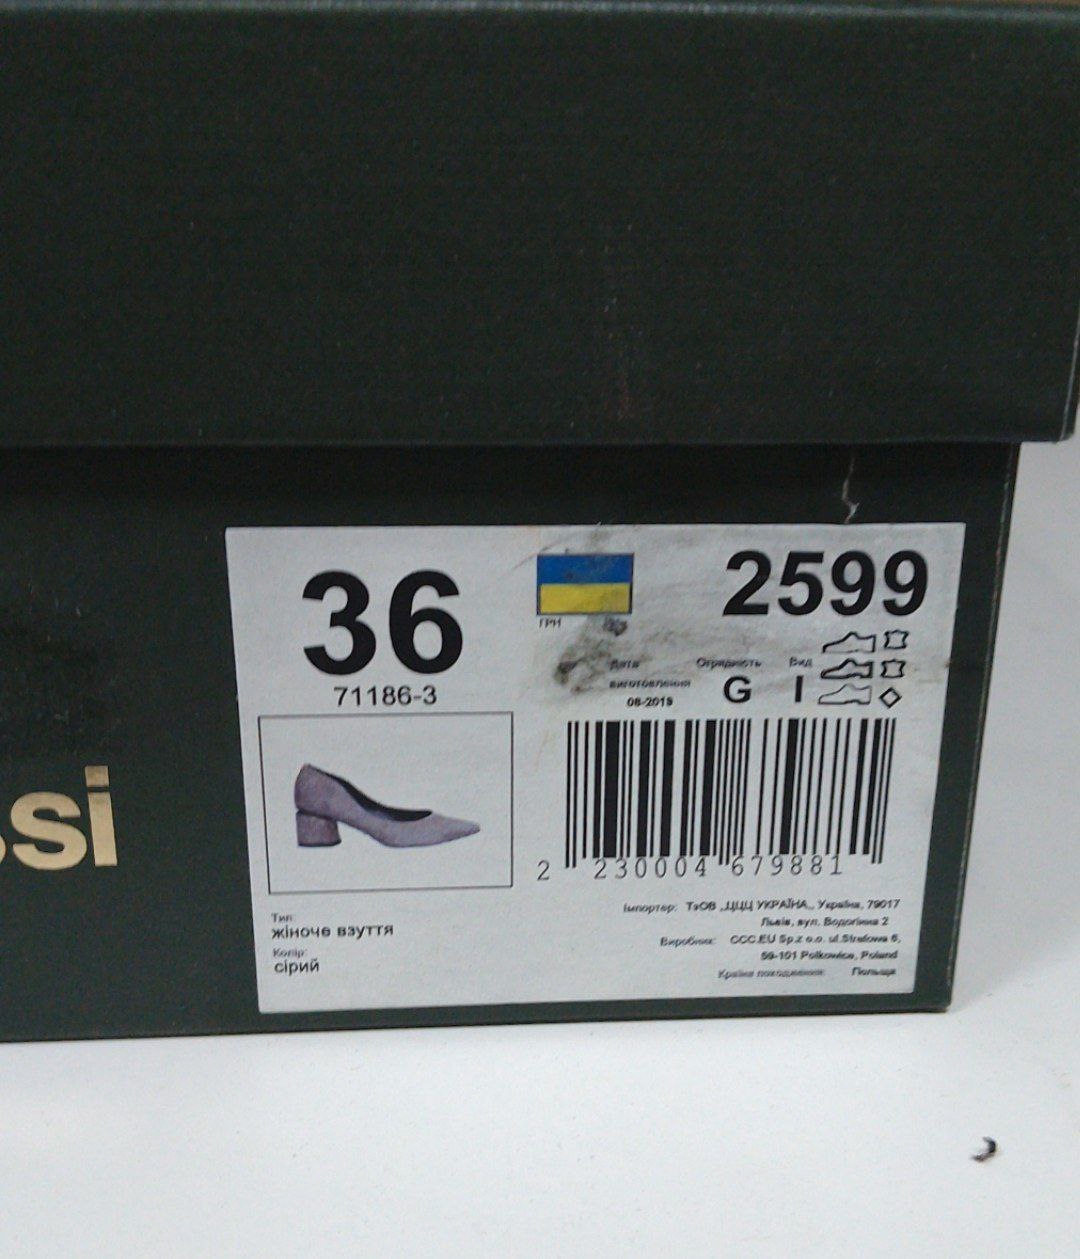 ssi
36
71186-3
ГРН
2599
Дата
виготовлення
08-2019
Огрядність
G
Вид
I
2 230004 679881
Тип:
жіноче взуття
Колір:
сірий
Імпортер: ТзОВ „ЦЦЦ УКРАЇНА„, Україна, 79017
Львів, вул. Водогінна 2
Виробник: CCC.EU Sp.z o.o. ul.Strefowa 6,
59-101 Polkowice, Poland
Країна походження: Польща